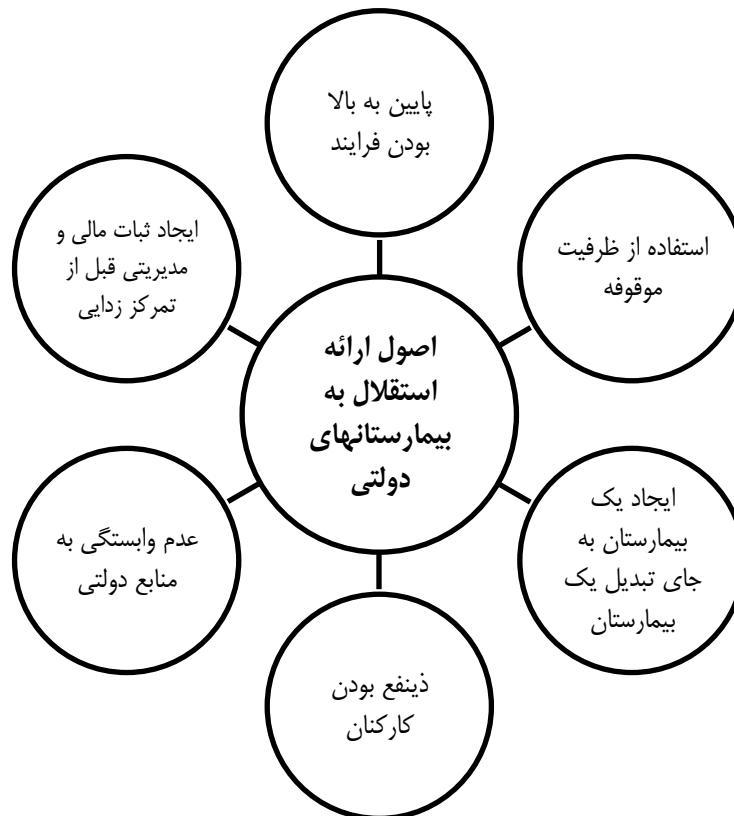 پایین به بالا
بودن فرایند
استفاده از ظرفیت
موقوفه
ایجاد ثبات مالی و
مدیریتی قبل از
تمرکز زدایی
اصول ارائه
استقلال به
بیمارستانهای
دولتی
ایجاد یک
بیمارستان به
جای تبدیل یک
بیمارستان
عدم وابستگی به
منابع دولتی
ذینفع بودن
کارکنان